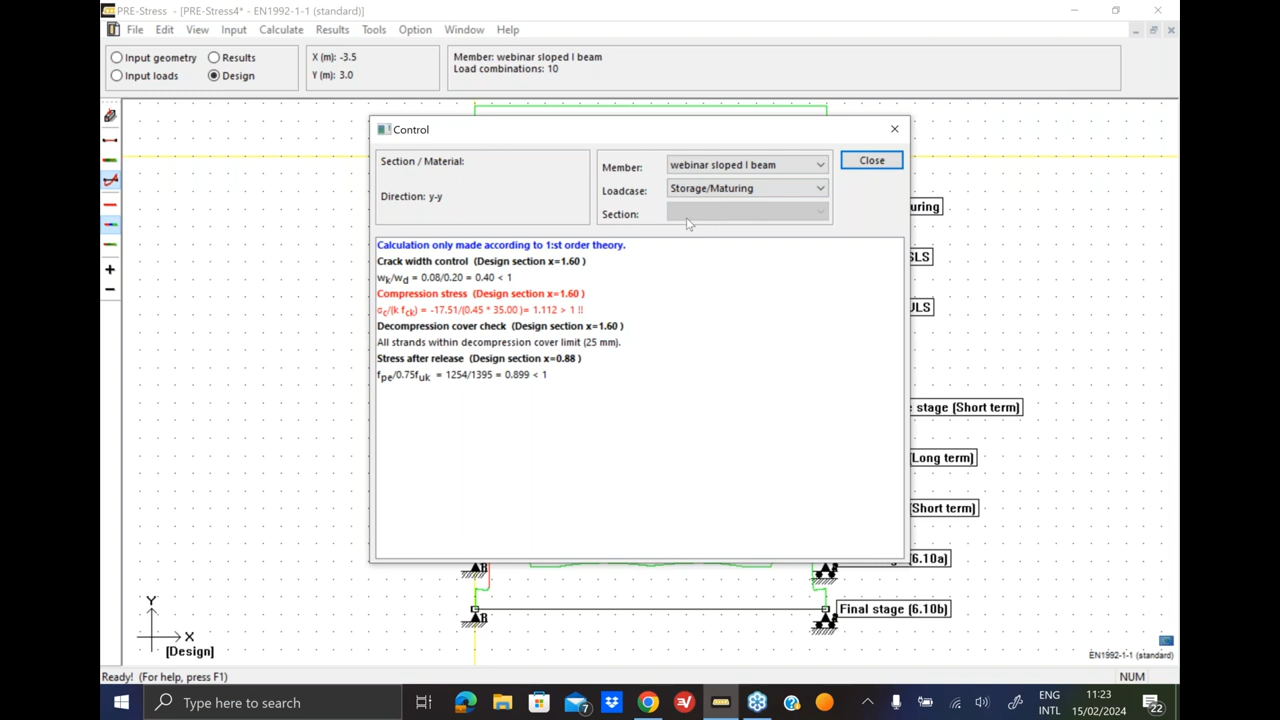 PRE-Stress - [PRE-Stress4* - EN1992-1-1 (standard)]
File Edit View Input Calculate Results Tools Option Window Help
Input geometry Results
Input loads Design
X (m): -3.5
Y (m): 3.0
Member: webinar sloped I beam
Load combinations: 10
Control
Section / Material:
Direction: y-y
Member: webinar sloped I beam
Loadcase: Storage/Maturing
Section:
Close
Calculation only made according to 1:st order theory.
Crack width control (Design section x=1.60 )
wk/wd = 0.08/0.20 = 0.40 < 1
Compression stress (Design section x=1.60 )
σc/(k fck) = -17.51/(0.45 * 35.00 )= 1.112 > 1 !!
Decompression cover check (Design section x=1.60 )
All strands within decompression cover limit (25 mm).
Stress after release (Design section x=0.88 )
fpe/0.75fuk = 1254/1395 = 0.899 < 1
uring
SLS
ULS
e stage (Short term)
(Long term)
(Short term)
(6.10a)
Final stage (6.10b)
B
B
Y
X
[Design]
EN1992-1-1 (standard)
Ready! (For help, press F1)
NUM
Type here to search
7
ENG
INTL
11:23
15/02/2024
22